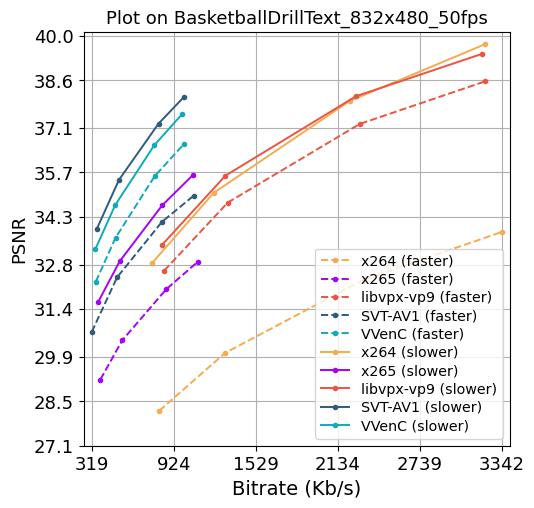 Plot on BasketballDrillText_832x480_50fps
PSNR
40.0
38.6
37.1
35.7
34.3
32.8
31.4
29.9
28.5
27.1
x264 (faster)
x265 (faster)
libvpx-vp9 (faster)
SVT-AV1 (faster)
VVenC (faster)
x264 (slower)
x265 (slower)
libvpx-vp9 (slower)
SVT-AV1 (slower)
VVenC (slower)
319 924 1529 2134 2739 3342
Bitrate (Kb/s)